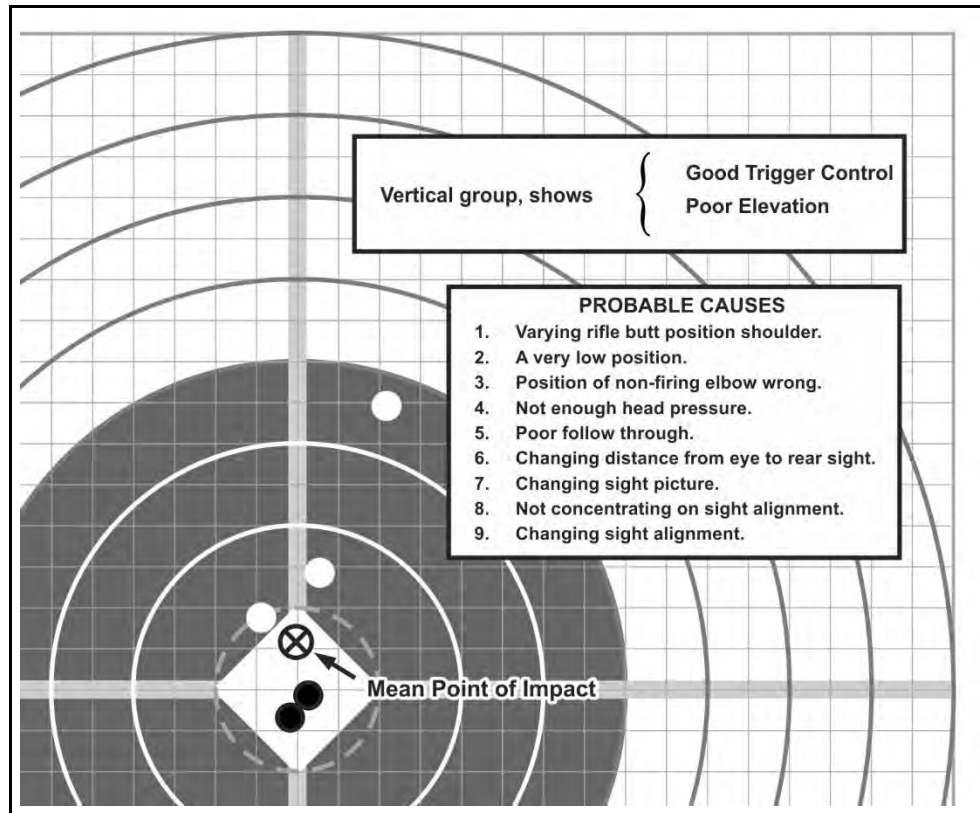 Vertical group, shows
Good Trigger Control
Poor Elevation
PROBABLE CAUSES
1. Varying rifle butt position shoulder.
2. A very low position.
3. Position of non-firing elbow wrong.
4. Not enough head pressure.
5. Poor follow through.
6. Changing distance from eye to rear sight.
7. Changing sight picture.
8. Not concentrating on sight alignment.
9. Changing sight alignment.
Mean Point of Impact